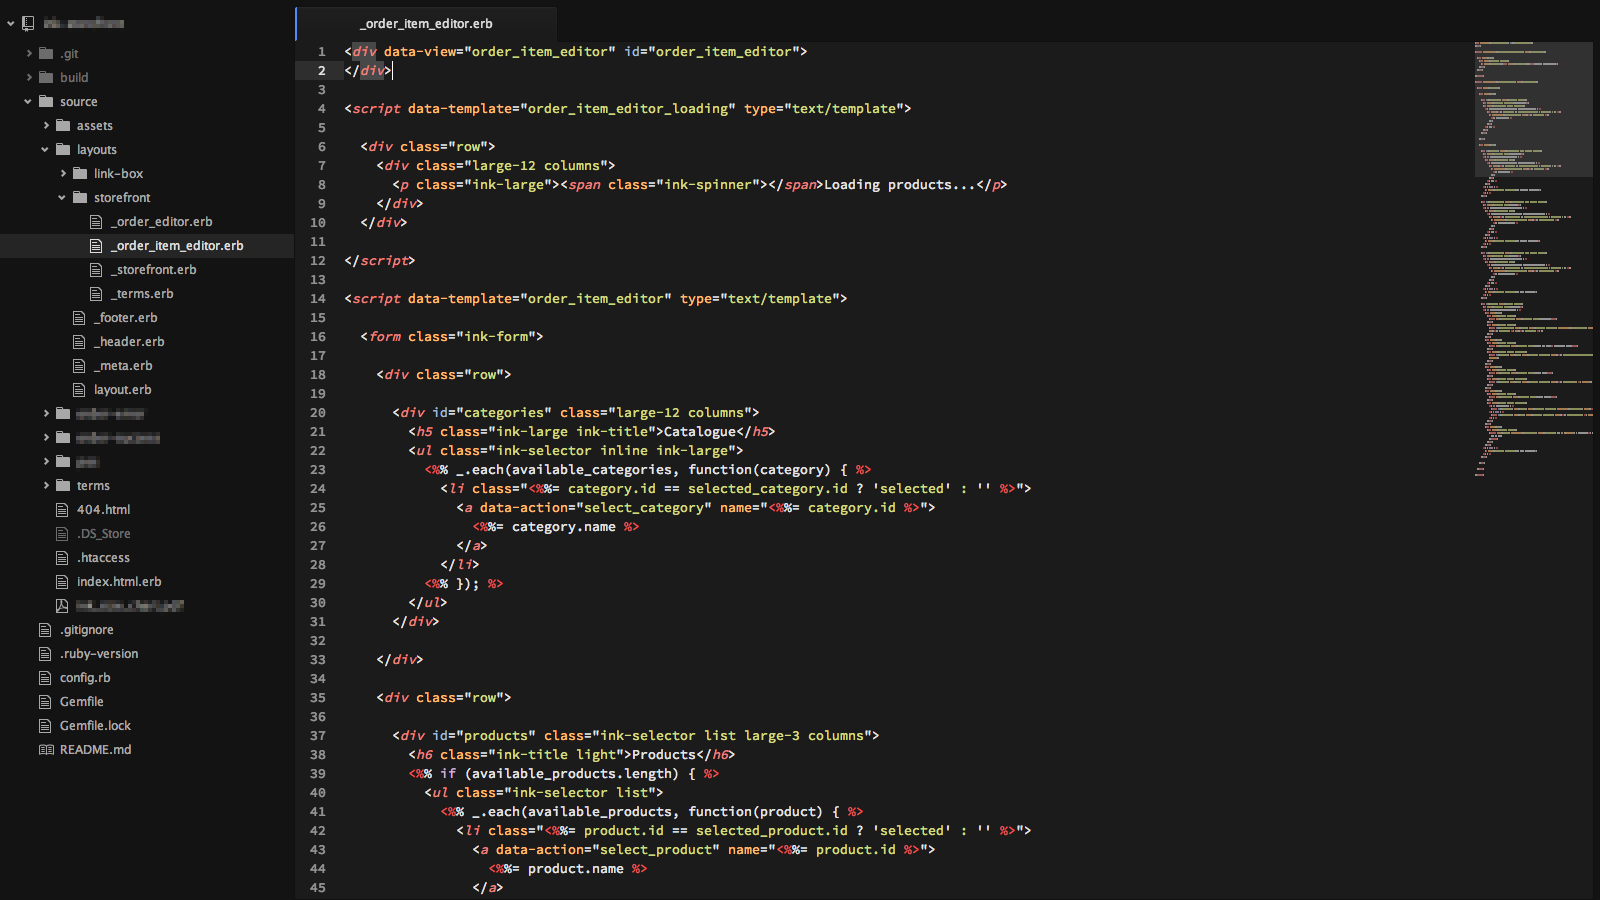 .git
build
source
assets
layouts
link-box
storefront
_order_editor.erb
_order_item_editor.erb
_storefront.erb
_terms.erb
_footer.erb
_header.erb
_meta.erb
layout.erb
terms
404.html
.DS_Store
.htaccess
index.html.erb
.gitignore
.ruby-version
config.rb
Gemfile
Gemfile.lock
README.md
_order_item_editor.erb
1 <div data-view="order_item_editor" id="order_item_editor">
2 </div>
3
4 <script data-template="order_item_editor_loading" type="text/template">
5
6 <div class="row">
7 <div class="large-12 columns">
8 <p class="ink-large"><span class="ink-spinner"></span>Loading products...</p>
9 </div>
10 </div>
11
12 </script>
13
14 <script data-template="order_item_editor" type="text/template">
15
16 <form class="ink-form">
17
18 <div class="row">
19
20 <div id="categories" class="large-12 columns">
21 <h5 class="ink-large ink-title">Catalogue</h5>
22 <ul class="ink-selector inline ink-large">
23 <%% _.each(available_categories, function(category) { %>
24 <li class="<%%= category.id == selected_category.id ? 'selected' : '' %>">
25 <a data-action="select_category" name="<%%= category.id %>">
26 <%%= category.name %>
27 </a>
28 </li>
29 <%% }); %>
30 </ul>
31 </div>
32
33 </div>
34
35 <div class="row">
36
37 <div id="products" class="ink-selector list large-3 columns">
38 <h6 class="ink-title light">Products</h6>
39 <%% if (available_products.length) { %>
40 <ul class="ink-selector list">
41 <%% _.each(available_products, function(product) { %>
42 <li class="<%%= product.id == selected_product.id ? 'selected' : '' %>">
43 <a data-action="select_product" name="<%%= product.id %>">
44 <%%= product.name %>
45 </a>